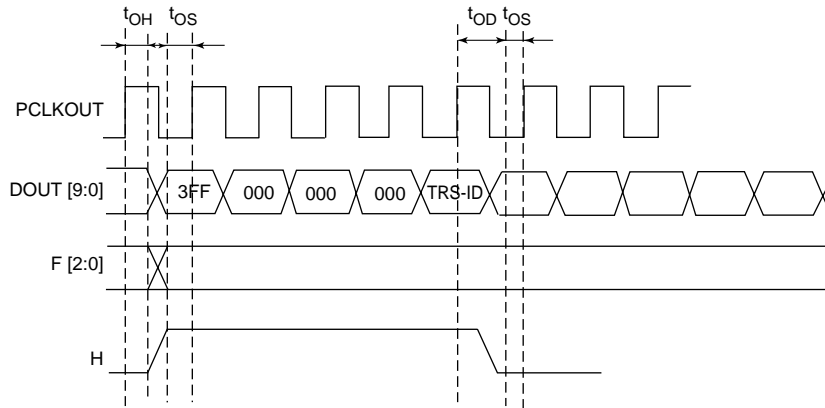 tOH tOS tOD tOS
PCLKOUT
DOUT [9:0] 3FF 000 000 000 TRS-ID
F [2:0]
H